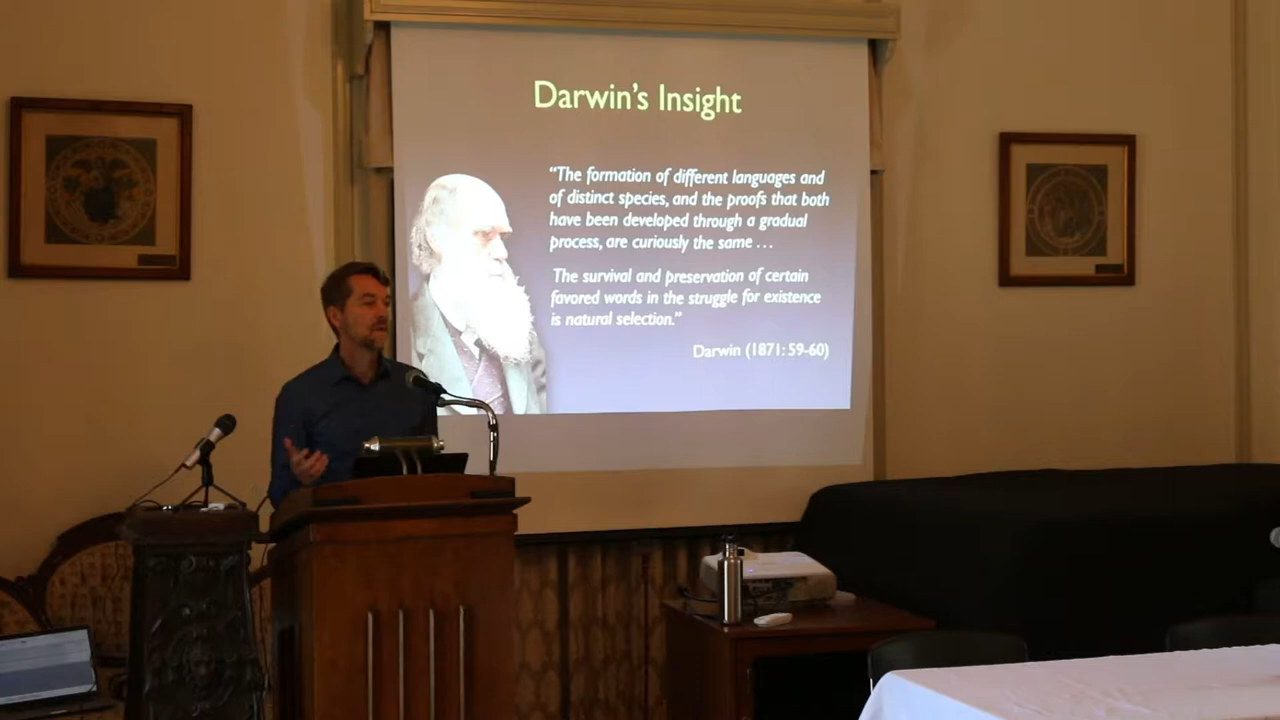 Darwin's Insight
“The formation of different languages and
of distinct species, and the proofs that both
have been developed through a gradual
process, are curiously the same . . .
The survival and preservation of certain
favored words in the struggle for existence
is natural selection.”
Darwin (1871: 59-60)